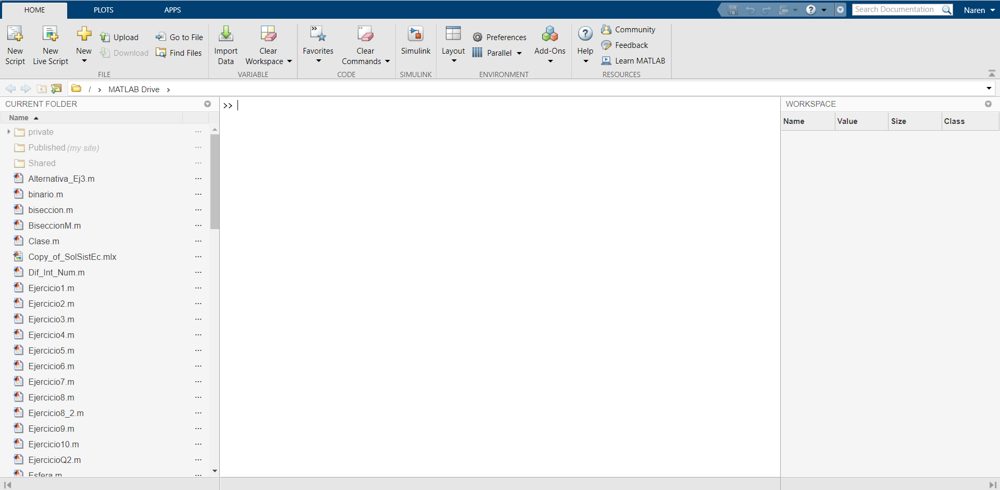 HOME PLOTS APPS Search Documentation Naren
New Script New Live Script New Upload Download Go to File Find Files Import Data Clear Workspace Favorites Clear Commands Simulink Layout Preferences Parallel Add-Ons Help Community Feedback Learn MATLAB
FILE VARIABLE CODE SIMULINK ENVIRONMENT RESOURCES
/ > MATLAB Drive >
CURRENT FOLDER
Name
private
Published (my site)
Shared
Alternativa_Ej3.m
binario.m
biseccion.m
BiseccionM.m
Clase.m
Copy_of_SolSistEc.mlx
Dif_Int_Num.m
Ejercicio1.m
Ejercicio2.m
Ejercicio3.m
Ejercicio4.m
Ejercicio5.m
Ejercicio6.m
Ejercicio7.m
Ejercicio8.m
Ejercicio8_2.m
Ejercicio9.m
Ejercicio10.m
EjercicioQ2.m
Esfera.m
>>
WORKSPACE
Name Value Size Class